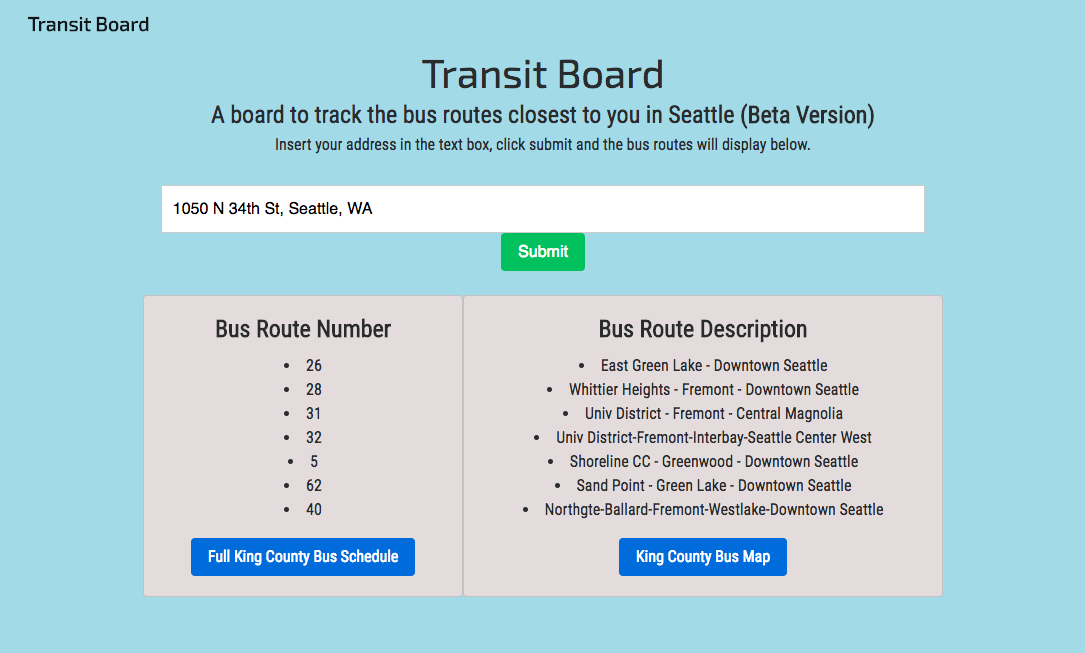 Transit Board
Transit Board
A board to track the bus routes closest to you in Seattle (Beta Version)
Insert your address in the text box, click submit and the bus routes will display below.
1050 N 34th St, Seattle, WA
Submit
Bus Route Number
26
28
31
32
5
62
40
Full King County Bus Schedule
Bus Route Description
East Green Lake - Downtown Seattle
Whittier Heights - Fremont - Downtown Seattle
Univ District - Fremont - Central Magnolia
Univ District-Fremont-Interbay-Seattle Center West
Shoreline CC - Greenwood - Downtown Seattle
Sand Point - Green Lake - Downtown Seattle
Northgte-Ballard-Fremont-Westlake-Downtown Seattle
King County Bus Map